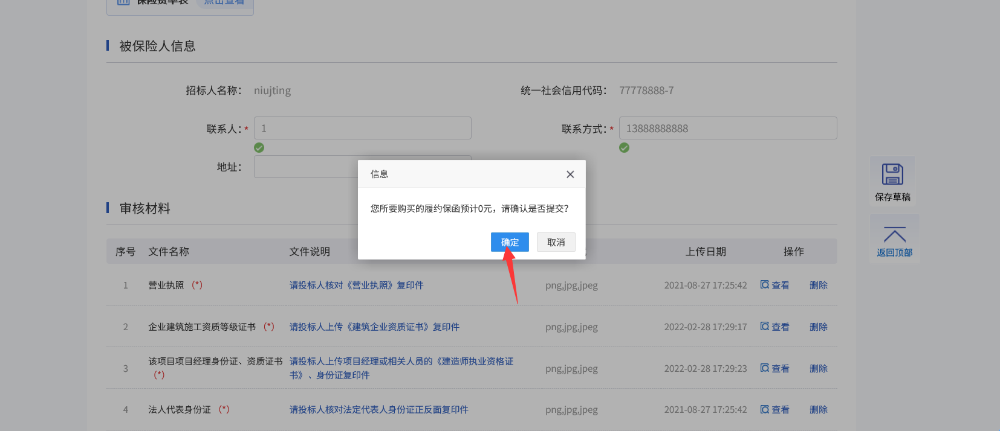 保险费率表 点击查看
被保险人信息
招标人名称： niujting 统一社会信用代码： 77778888-7
联系人：* 1 联系方式：* 13888888888
地址：
信息
您所要购买的履约保函预计0元，请确认是否提交?
确定 取消
保存草稿
返回顶部
审核材料
序号 文件名称 文件说明 上传日期 操作
1 营业执照 （*） 请投标人核对《营业执照》复印件 png,jpg,jpeg 2021-08-27 17:25:42 查看 删除
2 企业建筑施工资质等级证书 （*） 请投标人上传《建筑企业资质证书》复印件 png,jpg,jpeg 2022-02-28 17:29:17 查看 删除
3 该项目项目经理身份证、资质证书 请投标人上传项目经理或相关人员的《建造师执业资格证 png,jpg,jpeg 2022-02-28 17:29:23 查看 删除
（*） 书》、身份证复印件
4 法人代表身份证 （*） 请投标人核对法定代表人身份证正反面复印件 png,jpg,jpeg 2021-08-27 17:25:42 查看 删除